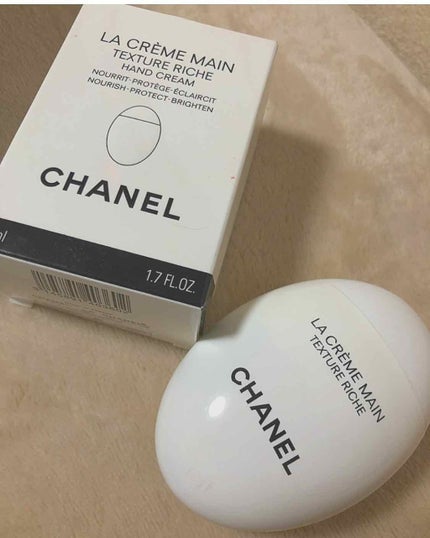 LA CRÈME MAIN
TEXTURE RICHE
HAND CREAM
NOURRIT·PROTÈGE·ÉCLAIRCIT
NOURISH·PROTECT·BRIGHTEN
CHANEL
1.7 FL.OZ.
LA CRÈME MAIN
TEXTURE RICHE
CHANEL